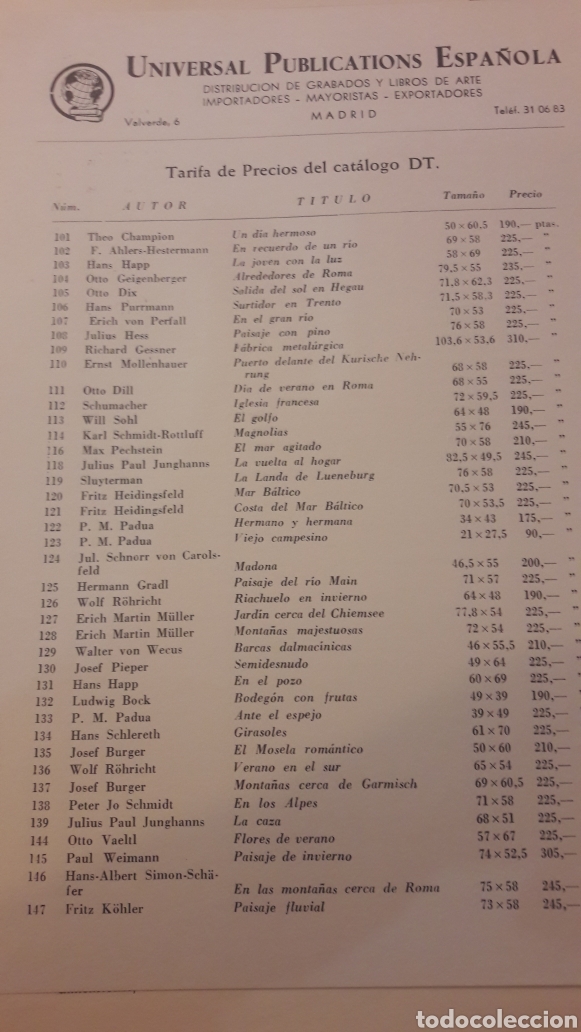 UNIVERSAL PUBLICATIONS ESPAÑOLA
DISTRIBUCION DE GRABADOS Y LIBROS DE ARTE
IMPORTADORES - MAYORISTAS - EXPORTADORES
Valverde, 6 MADRID Teléf. 31 06 83
Tarifa de Precios del catálogo DT.
Núm. AUTOR TITULO Tamaño Precio
101 Theo Champion Un dia hermoso 50 × 60,5 190,— ptas.
102 F. Ahlers-Hestermann En recuerdo de un rio 69 × 58 225,— "
103 Hans Happ La joven con la luz 58 × 69 225,— "
104 Otto Geigenberger Alrededores de Roma 79,5 × 55 235,— "
105 Otto Dix Salida del sol en Hegau 71,8 × 62,3 225,— "
106 Hans Purrmann Surtidor en Trento 71,5 × 58,3 225,— "
107 Erich von Perfall En el gran rio 70 × 53 225,— "
108 Julius Hess Paisaje con pino 76 × 58 225,— "
109 Richard Gessner Fábrica metalúrgica 103,6 × 53,6 310,— "
110 Ernst Mollenhauer Puerto delante del Kurische Neh-
rung 68 × 58 225,— "
111 Otto Dill Dia de verano en Roma 68 × 55 225,— "
112 Schumacher Iglesia francesa 72 × 59,5 225,— "
113 Will Sohl El golfo 64 × 48 190,— "
114 Karl Schmidt-Rottluff Magnolias 55 × 76 245,— "
116 Max Pechstein El mar agitado 70 × 58 210,— "
118 Julius Paul Junghanns La vuelta al hogar 82,5 × 49,5 245,— "
119 Sluyterman La Landa de Lueneburg 76 × 58 225,— "
120 Fritz Heidingsfeld Mar Báltico 70,5 × 53 225,— "
121 Fritz Heidingsfeld Costa del Mar Báltico 70 × 53,5 225,— "
122 P. M. Padua Hermano y hermana 34 × 43 175,— "
123 P. M. Padua Viejo campesino 21 × 27,5 90,— "
124 Jul. Schnorr von Carols-
feld Madona 46,5 × 55 200,— "
125 Hermann Gradl Paisaje del río Main 71 × 57 225,— "
126 Wolf Röhricht Riachuelo en invierno 64 × 48 190,— "
127 Erich Martin Müller Jardin cerca del Chiemsee 77,8 × 54 225,— "
128 Erich Martin Müller Montañas majestuosas 72 × 54 225,— "
129 Walter von Wecus Barcas dalmacinicas 46 × 55,5 210,— "
130 Josef Pieper Semidesnudo 49 × 64 225,— "
131 Hans Happ En el pozo 60 × 69 225,— "
132 Ludwig Bock Bodegón con frutas 49 × 39 190,— "
133 P. M. Padua Ante el espejo 39 × 49 225,— "
134 Hans Schlereth Girasoles 61 × 70 225,—
135 Josef Burger El Mosela romántico 50 × 60 210,—
136 Wolf Röhricht Verano en el sur 65 × 54 225,—
137 Josef Burger Montañas cerca de Garmisch 69 × 60,5 225,—
138 Peter Jo Schmidt En los Alpes 71 × 58 225,—
139 Julius Paul Junghanns La caza 68 × 51 225,—
144 Otto Vaeltl Flores de verano 57 × 67 225,—
145 Paul Weimann Paisaje de invierno 74 × 52,5 305,—
146 Hans-Albert Simon-Schä-
fer En las montañas cerca de Roma 75 × 58 245,—
147 Fritz Köhler Paisaje fluvial 73 × 58 245,—
todocoleccion